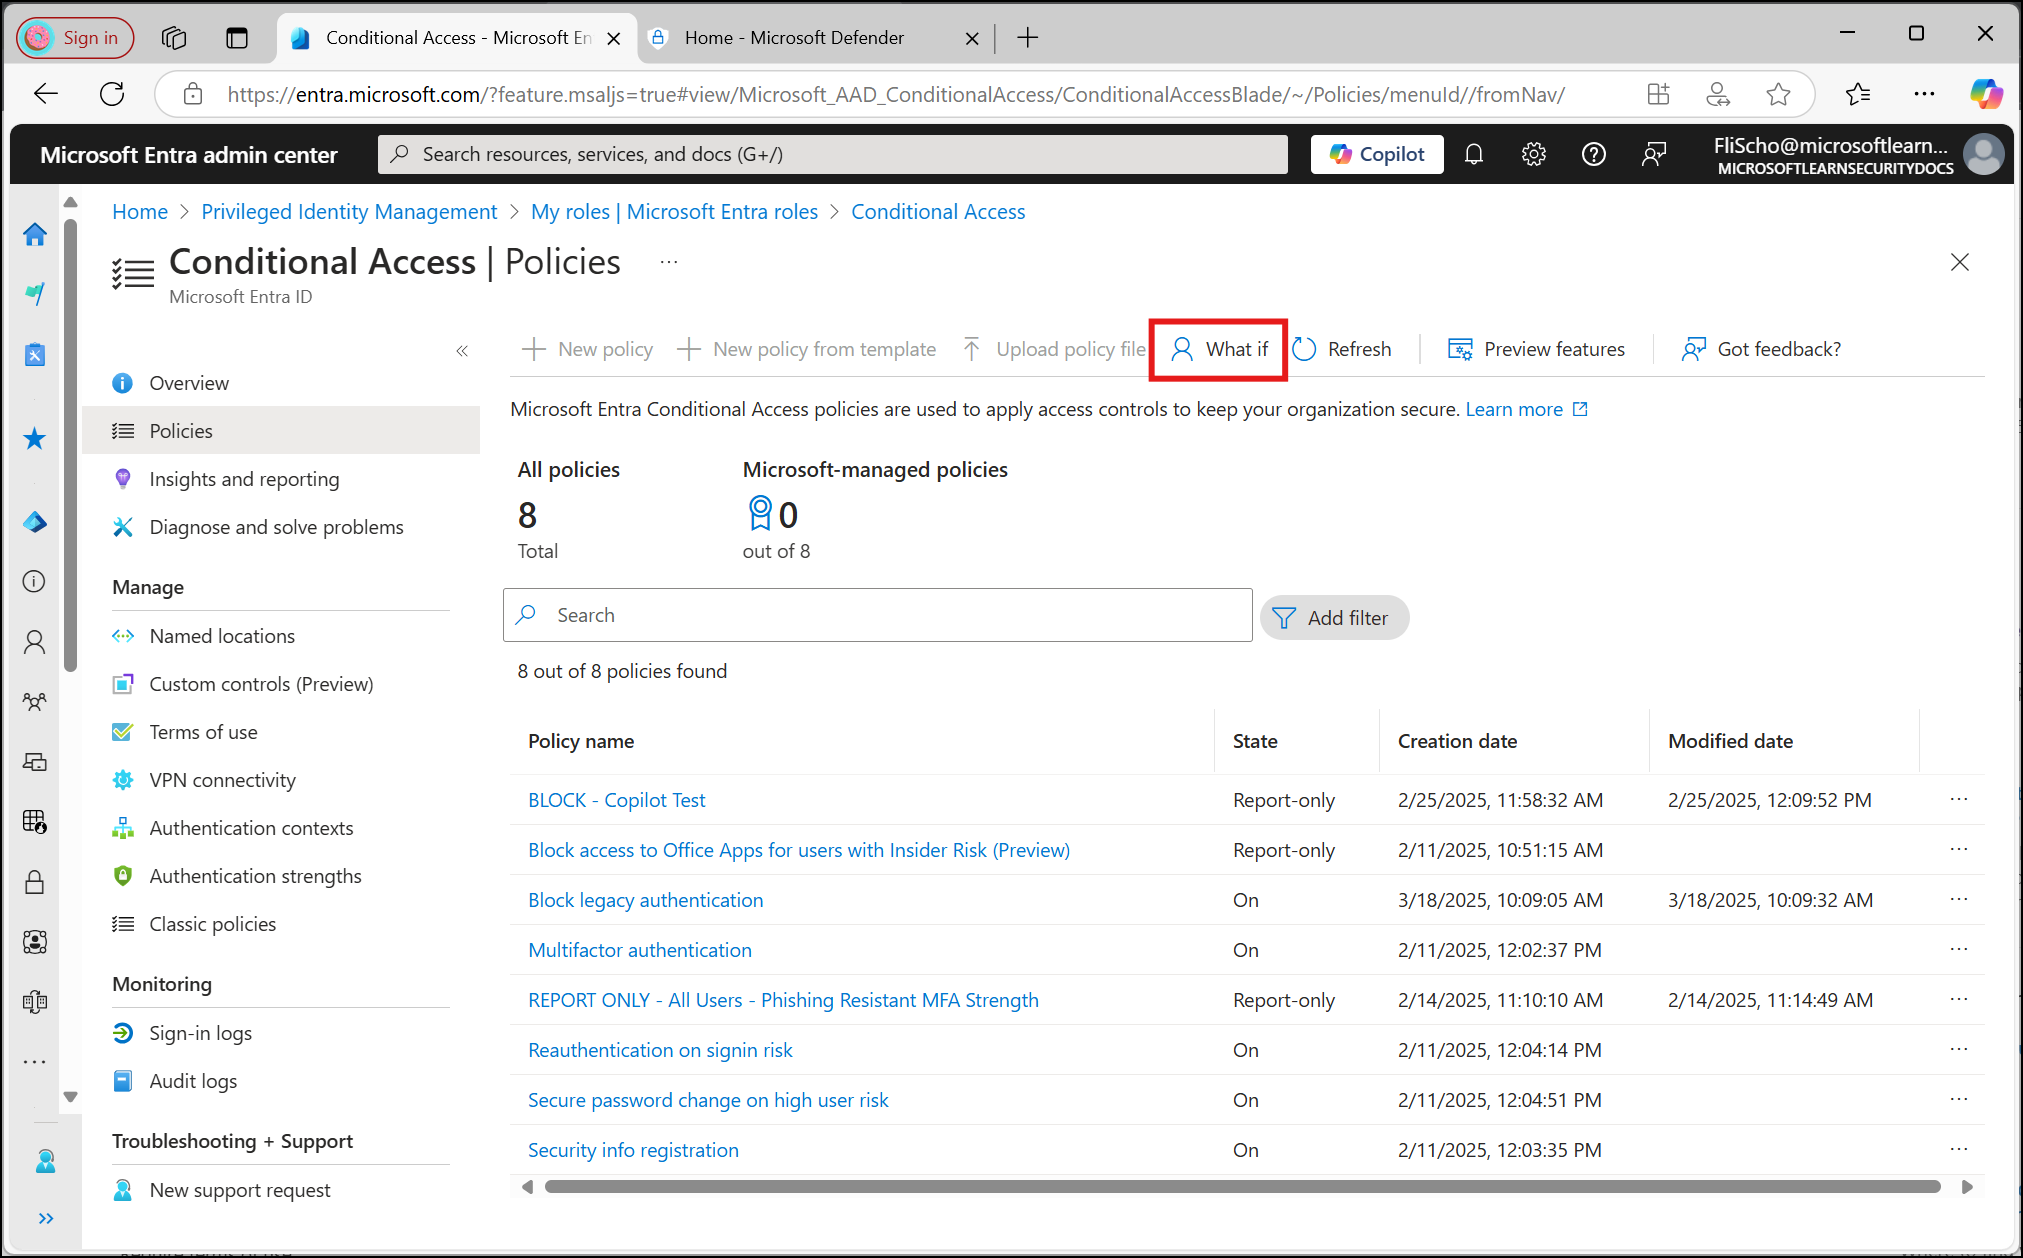 Sign in
Conditional Access - Microsoft En
Home - Microsoft Defender
https://entra.microsoft.com/?feature.msaljs=true#view/Microsoft_AAD_ConditionalAccess/ConditionalAccessBlade/~/Policies/menuId//fromNav/
Microsoft Entra admin center
Search resources, services, and docs (G+/)
Copilot
FliScho@microsoftlearn...
MICROSOFTLEARNSECURITYDOCS
Home > Privileged Identity Management > My roles | Microsoft Entra roles > Conditional Access
Conditional Access | Policies ...
Microsoft Entra ID
New policy
New policy from template
Upload policy file
What if
Refresh
Preview features
Got feedback?
Overview
Policies
Insights and reporting
Diagnose and solve problems
Manage
Named locations
Custom controls (Preview)
Terms of use
VPN connectivity
Authentication contexts
Authentication strengths
Classic policies
Monitoring
Sign-in logs
Audit logs
Troubleshooting + Support
New support request
Microsoft Entra Conditional Access policies are used to apply access controls to keep your organization secure. Learn more
All policies
8
Total
Microsoft-managed policies
0
out of 8
Search
Add filter
8 out of 8 policies found
Policy name State Creation date Modified date
BLOCK - Copilot Test Report-only 2/25/2025, 11:58:32 AM 2/25/2025, 12:09:52 PM ...
Block access to Office Apps for users with Insider Risk (Preview) Report-only 2/11/2025, 10:51:15 AM ...
Block legacy authentication On 3/18/2025, 10:09:05 AM 3/18/2025, 10:09:32 AM ...
Multifactor authentication On 2/11/2025, 12:02:37 PM ...
REPORT ONLY - All Users - Phishing Resistant MFA Strength Report-only 2/14/2025, 11:10:10 AM 2/14/2025, 11:14:49 AM ...
Reauthentication on signin risk On 2/11/2025, 12:04:14 PM ...
Secure password change on high user risk On 2/11/2025, 12:04:51 PM ...
Security info registration On 2/11/2025, 12:03:35 PM ...